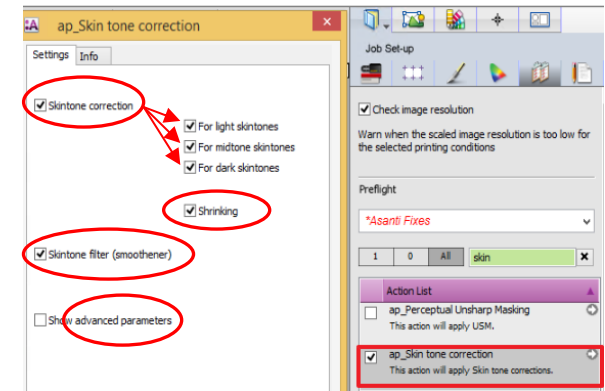 :A ap_Skin tone correction
Settings Info
Skintone correction
For light skintones
For midtone skintones
For dark skintones
Shrinking
Skintone filter (smoothener)
Show advanced parameters
Job Set-up
Check image resolution
Warn when the scaled image resolution is too low for
the selected printing conditions
Preflight
*Asanti Fixes
1 0 All skin
Action List
ap_Perceptual Unsharp Masking
This action will apply USM.
ap_Skin tone correction
This action will apply Skin tone corrections.